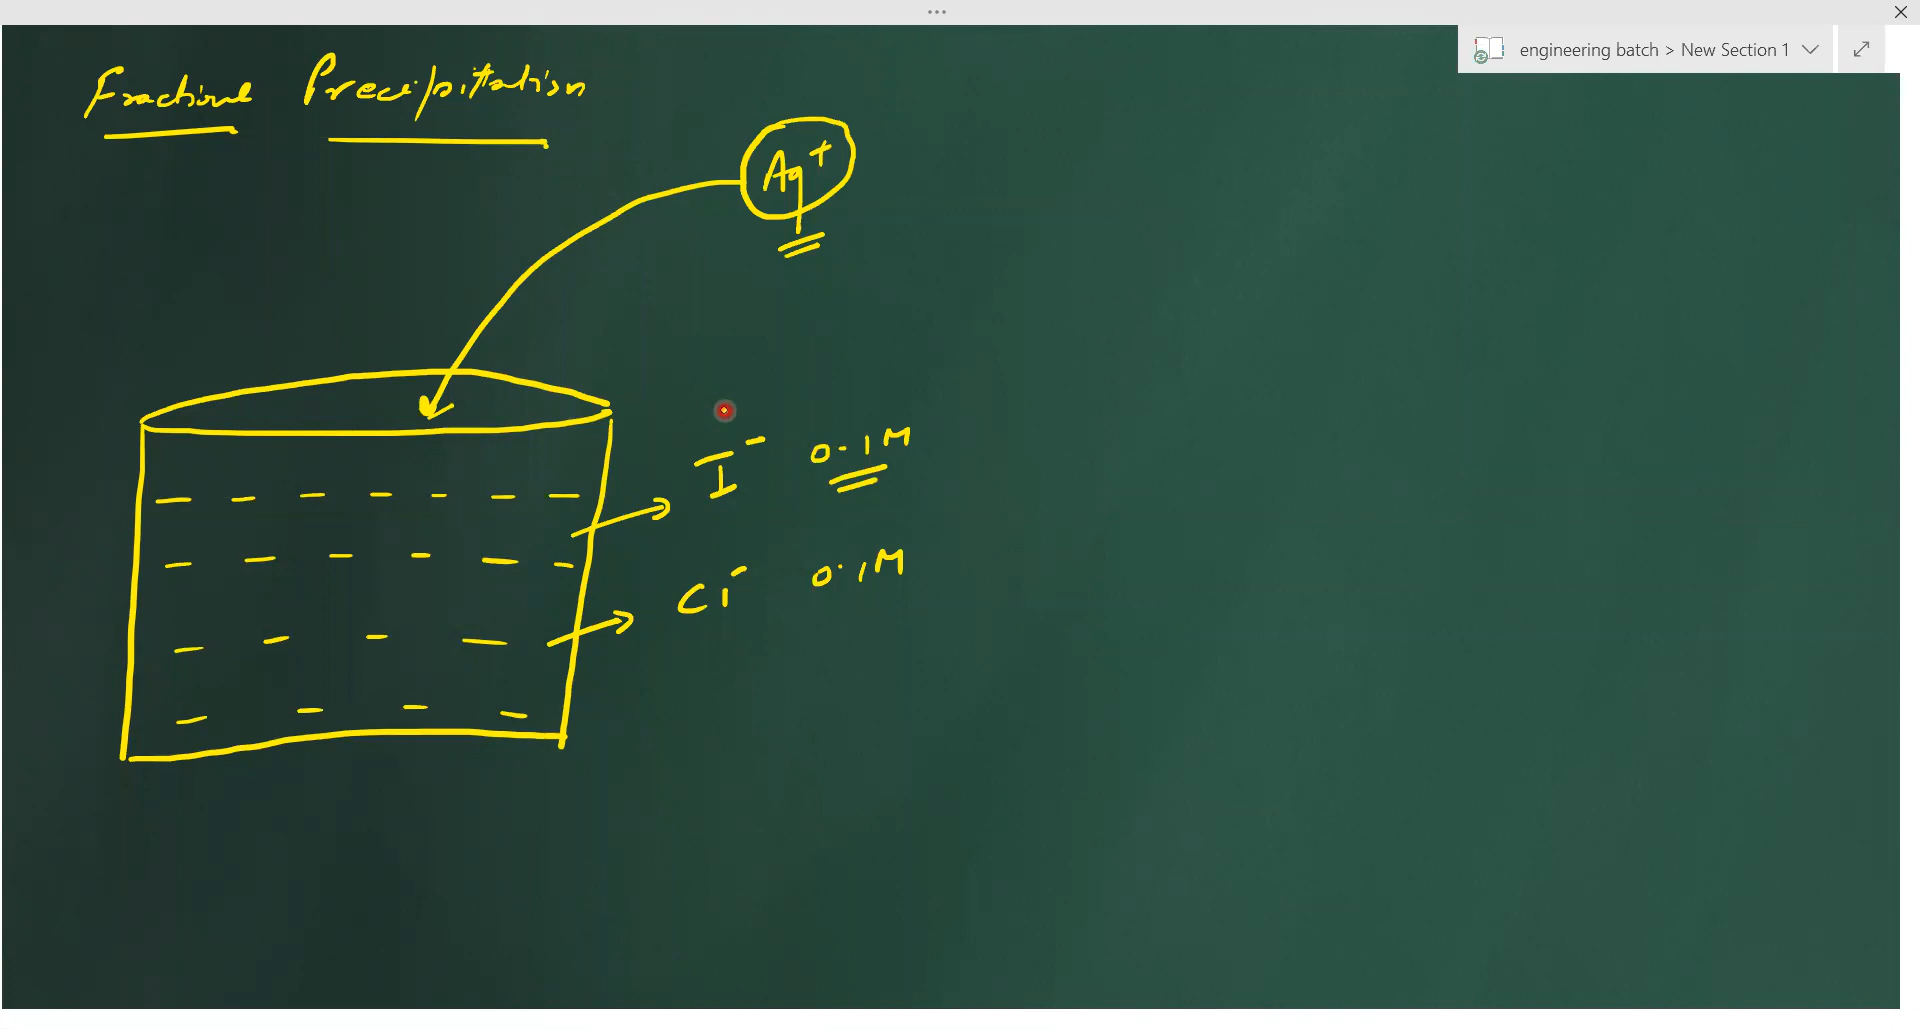 engineering batch > New Section 1
Fractional Precipitation
Ag+
I- 0.1M
Cl- 0.1M